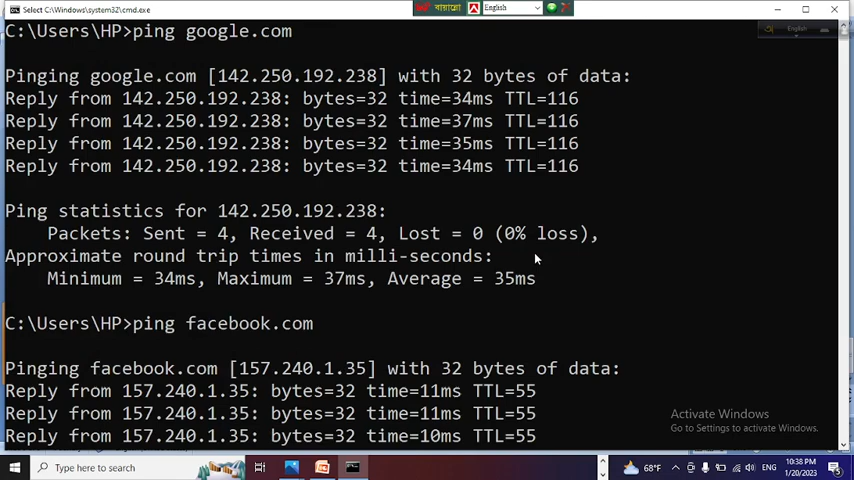 Select C:\Windows\system32\cmd.exe
বায়ান্নো
English
C:\Users\HP>ping google.com
English
Pinging google.com [142.250.192.238] with 32 bytes of data:
Reply from 142.250.192.238: bytes=32 time=34ms TTL=116
Reply from 142.250.192.238: bytes=32 time=37ms TTL=116
Reply from 142.250.192.238: bytes=32 time=35ms TTL=116
Reply from 142.250.192.238: bytes=32 time=34ms TTL=116
Ping statistics for 142.250.192.238:
Packets: Sent = 4, Received = 4, Lost = 0 (0% loss),
Approximate round trip times in milli-seconds:
Minimum = 34ms, Maximum = 37ms, Average = 35ms
C:\Users\HP>ping facebook.com
Pinging facebook.com [157.240.1.35] with 32 bytes of data:
Reply from 157.240.1.35: bytes=32 time=11ms TTL=55
Reply from 157.240.1.35: bytes=32 time=11ms TTL=55
Reply from 157.240.1.35: bytes=32 time=10ms TTL=55
Activate Windows
Go to Settings to activate Windows.
Type here to search
68°F
ENG
10:38 PM
1/20/2023